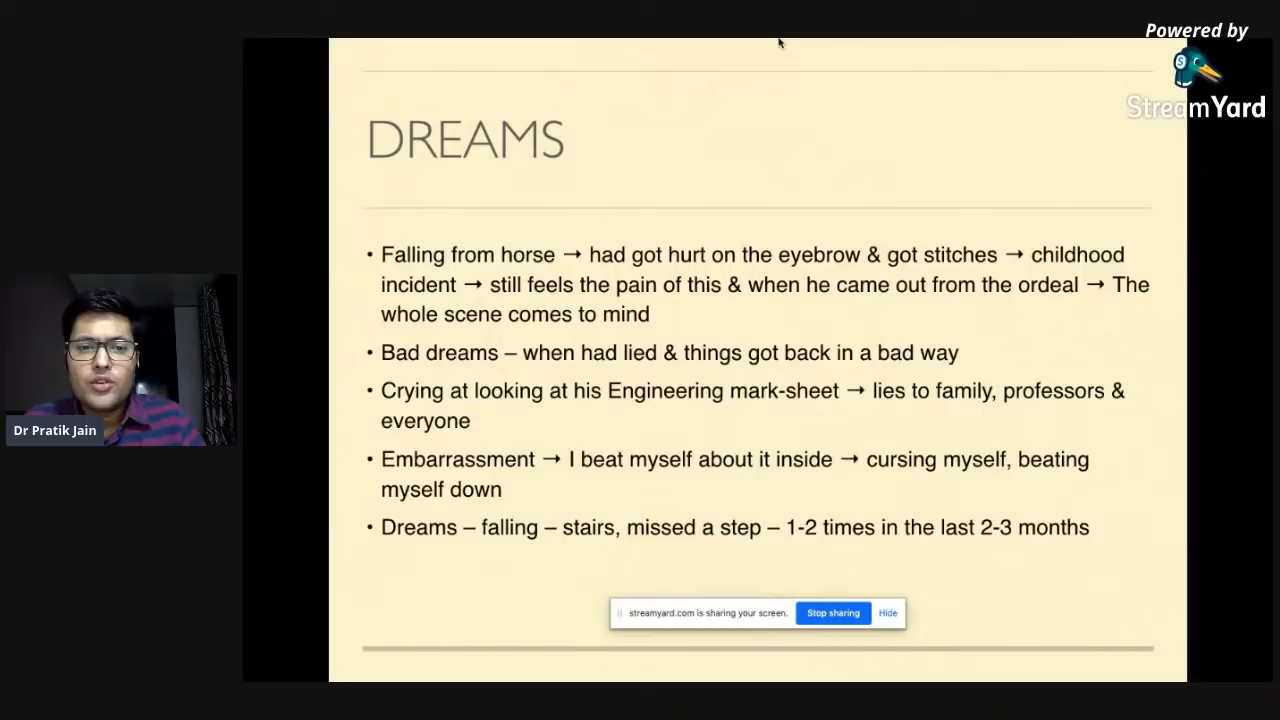 Powered by
StreamYard
DREAMS
• Falling from horse → had got hurt on the eyebrow & got stitches → childhood
incident → still feels the pain of this & when he came out from the ordeal → The
whole scene comes to mind
• Bad dreams – when had lied & things got back in a bad way
• Crying at looking at his Engineering mark-sheet → lies to family, professors &
everyone
• Embarrassment → I beat myself about it inside → cursing myself, beating
myself down
• Dreams – falling – stairs, missed a step – 1-2 times in the last 2-3 months
Dr Pratik Jain
streamyard.com is sharing your screen. Stop sharing Hide